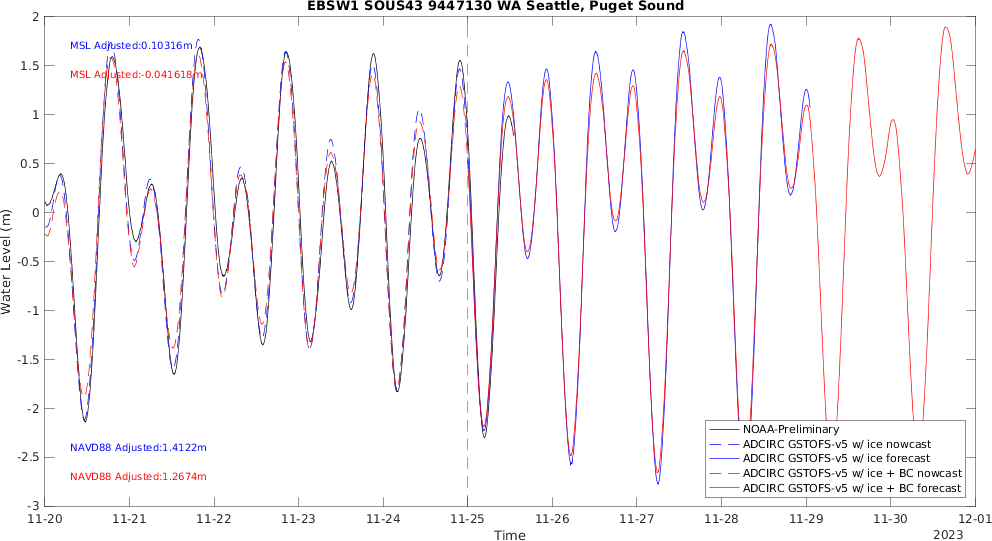 EBSW1 SOUS43 9447130 WA Seattle, Puget Sound
MSL Adjusted:0.10316m
MSL Adjusted:-0.041618m
NAVD88 Adjusted:1.4122m
NAVD88 Adjusted:1.2674m
Water Level (m)
2
1.5
1
0.5
0
-0.5
-1
-1.5
-2
-2.5
-3
NOAA-Preliminary
ADCIRC GSTOFS-v5 w/ ice nowcast
ADCIRC GSTOFS-v5 w/ ice forecast
ADCIRC GSTOFS-v5 w/ ice + BC nowcast
ADCIRC GSTOFS-v5 w/ ice + BC forecast
11-20 11-21 11-22 11-23 11-24 11-25 11-26 11-27 11-28 11-29 11-30 12-01
Time
2023